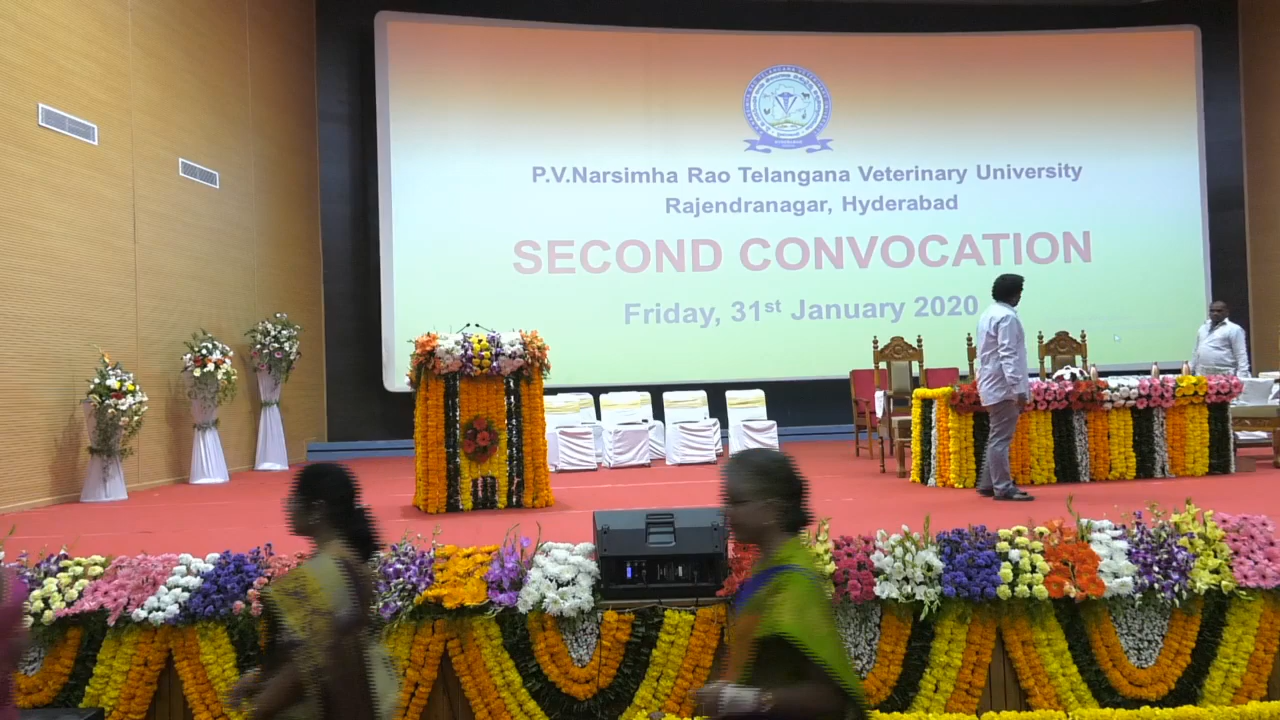 P.V.Narsimha Rao Telangana Veterinary University
Rajendranagar, Hyderabad
SECOND CONVOCATION
Friday, 31st January 2020